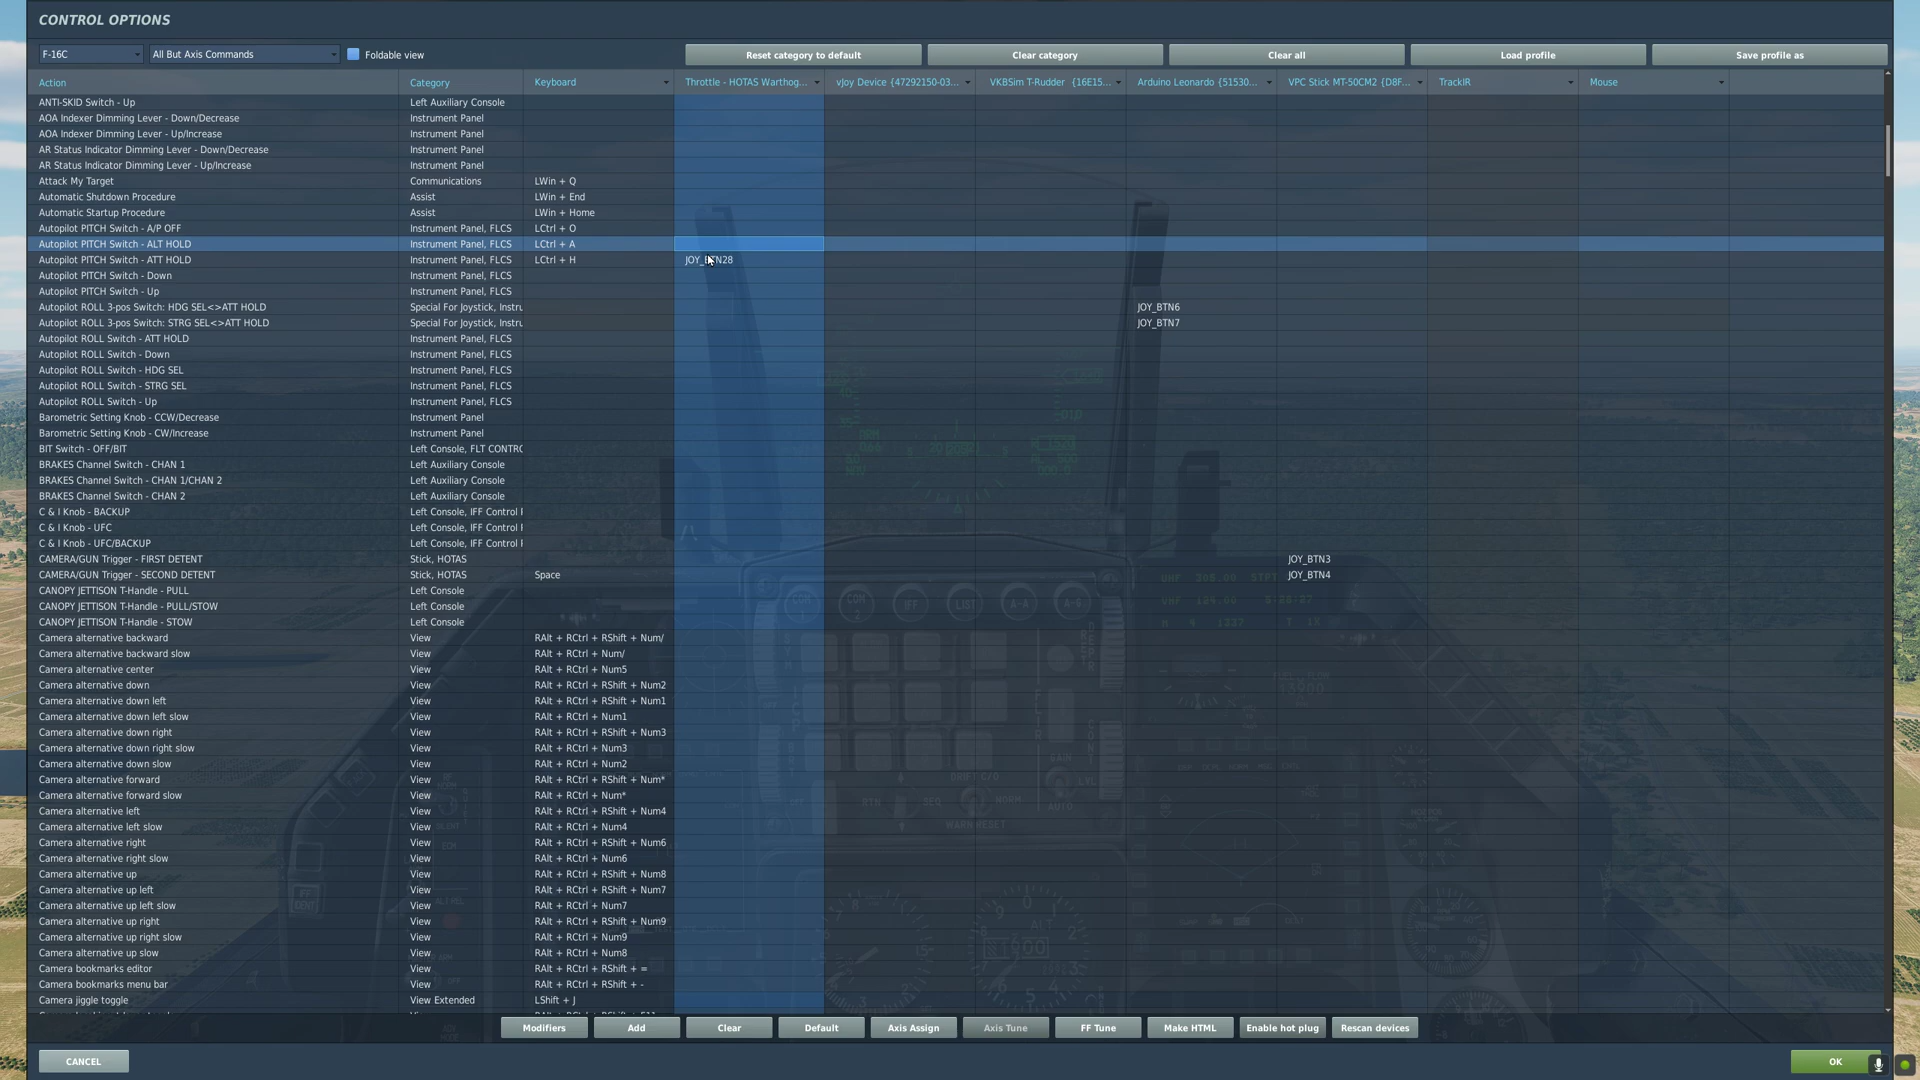 CONTROL OPTIONS
F-16C All But Axis Commands Foldable view Reset category to default Clear category Clear all Load profile Save profile as
Action Category Keyboard Throttle - HOTAS Warthog... vJoy Device {47292150-03... VKBSim T-Rudder {16E15... Arduino Leonardo {51530... VPC Stick MT-50CM2 {D8F... TrackIR Mouse
ANTI-SKID Switch - Up Left Auxiliary Console
AOA Indexer Dimming Lever - Down/Decrease Instrument Panel
AOA Indexer Dimming Lever - Up/Increase Instrument Panel
AR Status Indicator Dimming Lever - Down/Decrease Instrument Panel
AR Status Indicator Dimming Lever - Up/Increase Instrument Panel
Attack My Target Communications LWin + Q
Automatic Shutdown Procedure Assist LWin + End
Automatic Startup Procedure Assist LWin + Home
Autopilot PITCH Switch - A/P OFF Instrument Panel, FLCS LCtrl + O
Autopilot PITCH Switch - ALT HOLD Instrument Panel, FLCS LCtrl + A
Autopilot PITCH Switch - ATT HOLD Instrument Panel, FLCS LCtrl + H JOY_BTN28
Autopilot PITCH Switch - Down Instrument Panel, FLCS
Autopilot PITCH Switch - Up Instrument Panel, FLCS
Autopilot ROLL 3-pos Switch: HDG SEL<>ATT HOLD Special For Joystick, Instru JOY_BTN6
Autopilot ROLL 3-pos Switch: STRG SEL<>ATT HOLD Special For Joystick, Instru JOY_BTN7
Autopilot ROLL Switch - ATT HOLD Instrument Panel, FLCS
Autopilot ROLL Switch - Down Instrument Panel, FLCS
Autopilot ROLL Switch - HDG SEL Instrument Panel, FLCS
Autopilot ROLL Switch - STRG SEL Instrument Panel, FLCS
Autopilot ROLL Switch - Up Instrument Panel, FLCS
Barometric Setting Knob - CCW/Decrease Instrument Panel
Barometric Setting Knob - CW/Increase Instrument Panel
BIT Switch - OFF/BIT Left Console, FLT CONTRO
BRAKES Channel Switch - CHAN 1 Left Auxiliary Console
BRAKES Channel Switch - CHAN 1/CHAN 2 Left Auxiliary Console
BRAKES Channel Switch - CHAN 2 Left Auxiliary Console
C & I Knob - BACKUP Left Console, IFF Control
C & I Knob - UFC Left Console, IFF Control
C & I Knob - UFC/BACKUP Left Console, IFF Control
CAMERA/GUN Trigger - FIRST DETENT Stick, HOTAS JOY_BTN3
CAMERA/GUN Trigger - SECOND DETENT Stick, HOTAS Space JOY_BTN4
CANOPY JETTISON T-Handle - PULL Left Console
CANOPY JETTISON T-Handle - PULL/STOW Left Console
CANOPY JETTISON T-Handle - STOW Left Console
Camera alternative backward View RAlt + RCtrl + RShift + Num/
Camera alternative backward slow View RAlt + RCtrl + Num/
Camera alternative center View RAlt + RCtrl + Num5
Camera alternative down View RAlt + RCtrl + RShift + Num2
Camera alternative down left View RAlt + RCtrl + RShift + Num1
Camera alternative down left slow View RAlt + RCtrl + Num1
Camera alternative down right View RAlt + RCtrl + RShift + Num3
Camera alternative down right slow View RAlt + RCtrl + Num3
Camera alternative down slow View RAlt + RCtrl + Num2
Camera alternative forward View RAlt + RCtrl + RShift + Num*
Camera alternative forward slow View RAlt + RCtrl + Num*
Camera alternative left View RAlt + RCtrl + RShift + Num4
Camera alternative left slow View RAlt + RCtrl + Num4
Camera alternative right View RAlt + RCtrl + RShift + Num6
Camera alternative right slow View RAlt + RCtrl + Num6
Camera alternative up View RAlt + RCtrl + RShift + Num8
Camera alternative up left View RAlt + RCtrl + RShift + Num7
Camera alternative up left slow View RAlt + RCtrl + Num7
Camera alternative up right View RAlt + RCtrl + RShift + Num9
Camera alternative up right slow View RAlt + RCtrl + Num9
Camera alternative up slow View RAlt + RCtrl + Num8
Camera bookmarks editor View RAlt + RCtrl + RShift + =
Camera bookmarks menu bar View RAlt + RCtrl + RShift + -
Camera jiggle toggle View Extended LShift + J
Modifiers Add Clear Default Axis Assign Axis Tune FF Tune Make HTML Enable hot plug Rescan devices
CANCEL OK